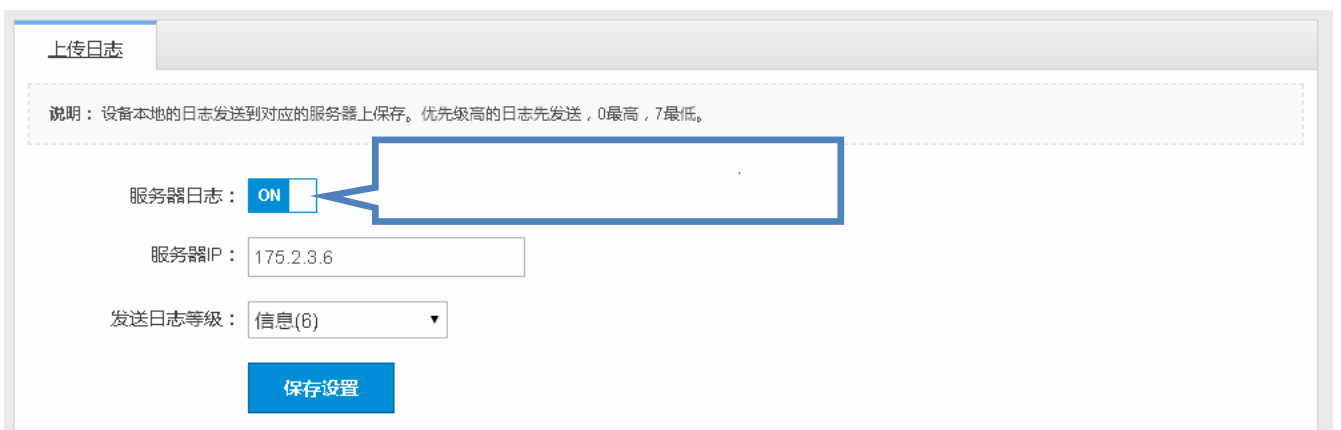 上传日志
说明：设备本地的日志发送到对应的服务器上保存。优先级高的日志先发送，0最高，7最低。
服务器日志： ON
服务器IP： 175.2.3.6
发送日志等级： 信息(6)
保存设置